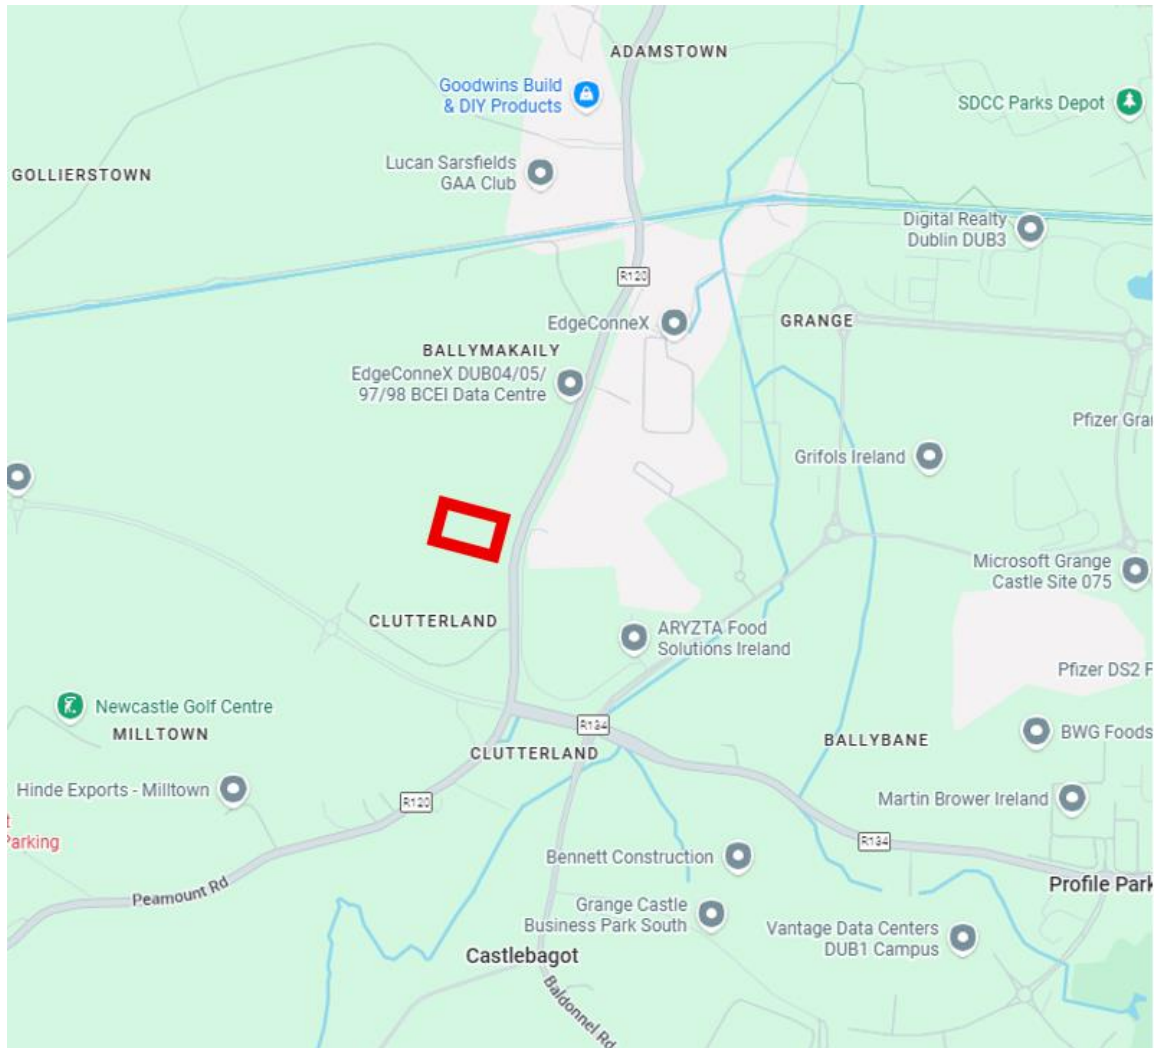 ADAMSTOWN
Goodwins Build
& DIY Products
SDCC Parks Depot
Lucan Sarsfields
GAA Club
GOLLIERSTOWN
Digital Realty
Dublin DUB3
R120
EdgeConneX
GRANGE
BALLYMAKAILY
EdgeConneX DUB04/05/
97/98 BCEI Data Centre
Pfizer Gra
Grifols Ireland
Microsoft Grange
Castle Site 075
CLUTTERLAND
ARYZTA Food
Solutions Ireland
Pfizer DS2 F
Newcastle Golf Centre
MILLTOWN
R134
CLUTTERLAND
BALLYBANE
BWG Foods
Hinde Exports - Milltown
R120
Martin Brower Ireland
t
Parking
R134
Bennett Construction
Peamount Rd
Profile Park
Grange Castle
Business Park South
Vantage Data Centers
DUB1 Campus
Castlebagot
Baldonnel Rd